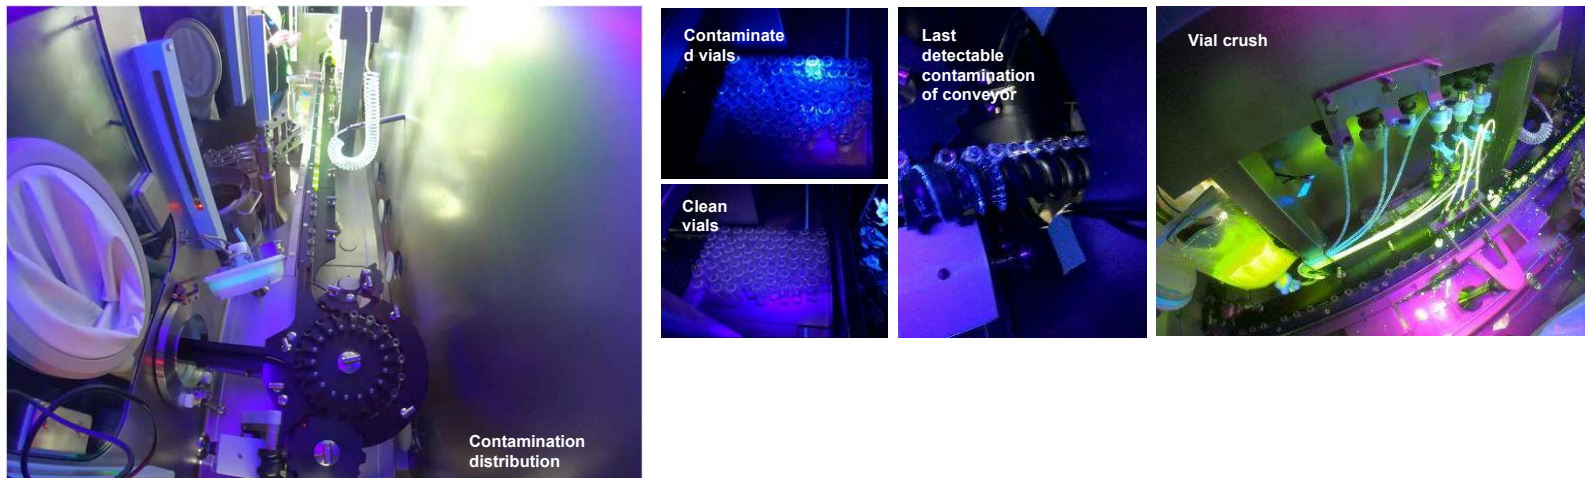 Contamination
distribution
Contaminate
d vials
Clean
vials
Last
detectable
contamination
of conveyor
Vial crush